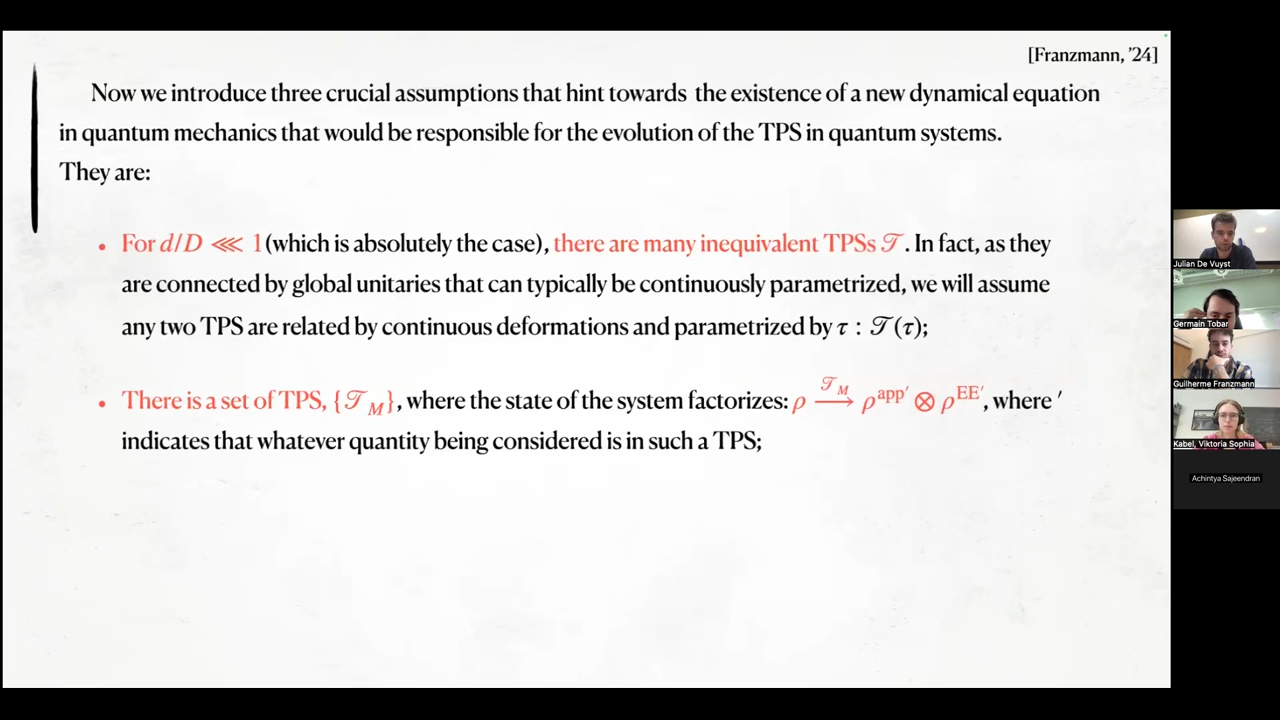 [Franzmann, '24]
Now we introduce three crucial assumptions that hint towards the existence of a new dynamical equation
in quantum mechanics that would be responsible for the evolution of the TPS in quantum systems.
They are:
• For d/D ⋘ 1(which is absolutely the case), there are many inequivalent TPSs 𝒯. In fact, as they
are connected by global unitaries that can typically be continuously parametrized, we will assume
any two TPS are related by continuous deformations and parametrized by τ : 𝒯(τ);
• There is a set of TPS, {𝒯_M}, where the state of the system factorizes: ρ —𝒯_M→ ρ^app′ ⊗ ρ^EE′, where ′
indicates that whatever quantity being considered is in such a TPS;
Julian De Vuyst
Germain Tobar
Guilherme Franzmann
Kabel, Viktoria Sophia
Achintya Sajeendran